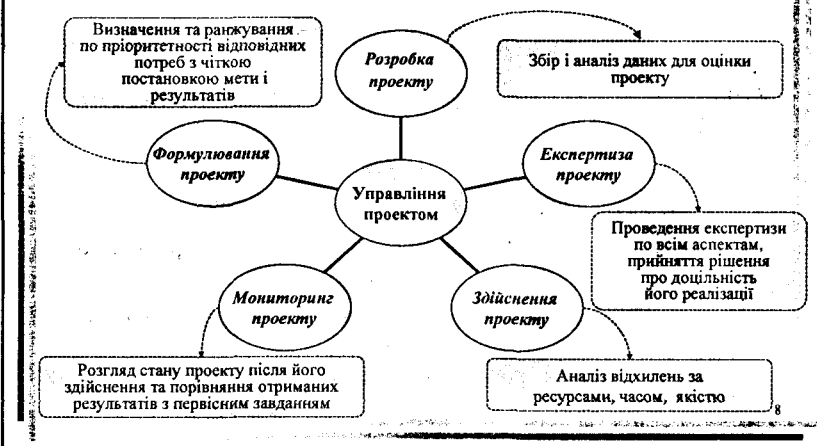 Визначення та ранжування
по пріоритетності відповідних
потреб з чіткою
постановкою мети і
результатів
Розробка
проекту
Збір і аналіз даних для оцінки
проекту
Формулювання
проекту
Експертиза
проекту
Управління
проектом
Проведення експертизи
по всім аспектам,
прийняття рішення
про доцільність
його реалізації
Мониторинг
проекту
Здійснення
проекту
Розгляд стану проекту після його
здійснення та порівняння отриманих
результатів з первісним завданням
Аналіз відхилень за
ресурсами, часом, якістю
8